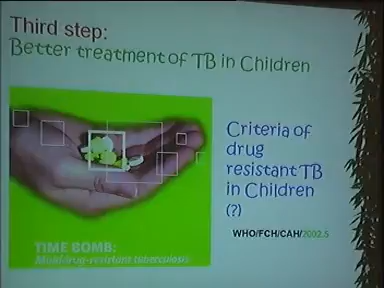 Third step:
Better treatment of TB in Children
Criteria of
drug
resistant TB
in Children
(?)
WHO/FCH/CAH/2002.5
TIME BOMB:
Multidrug-resistant tuberculosis